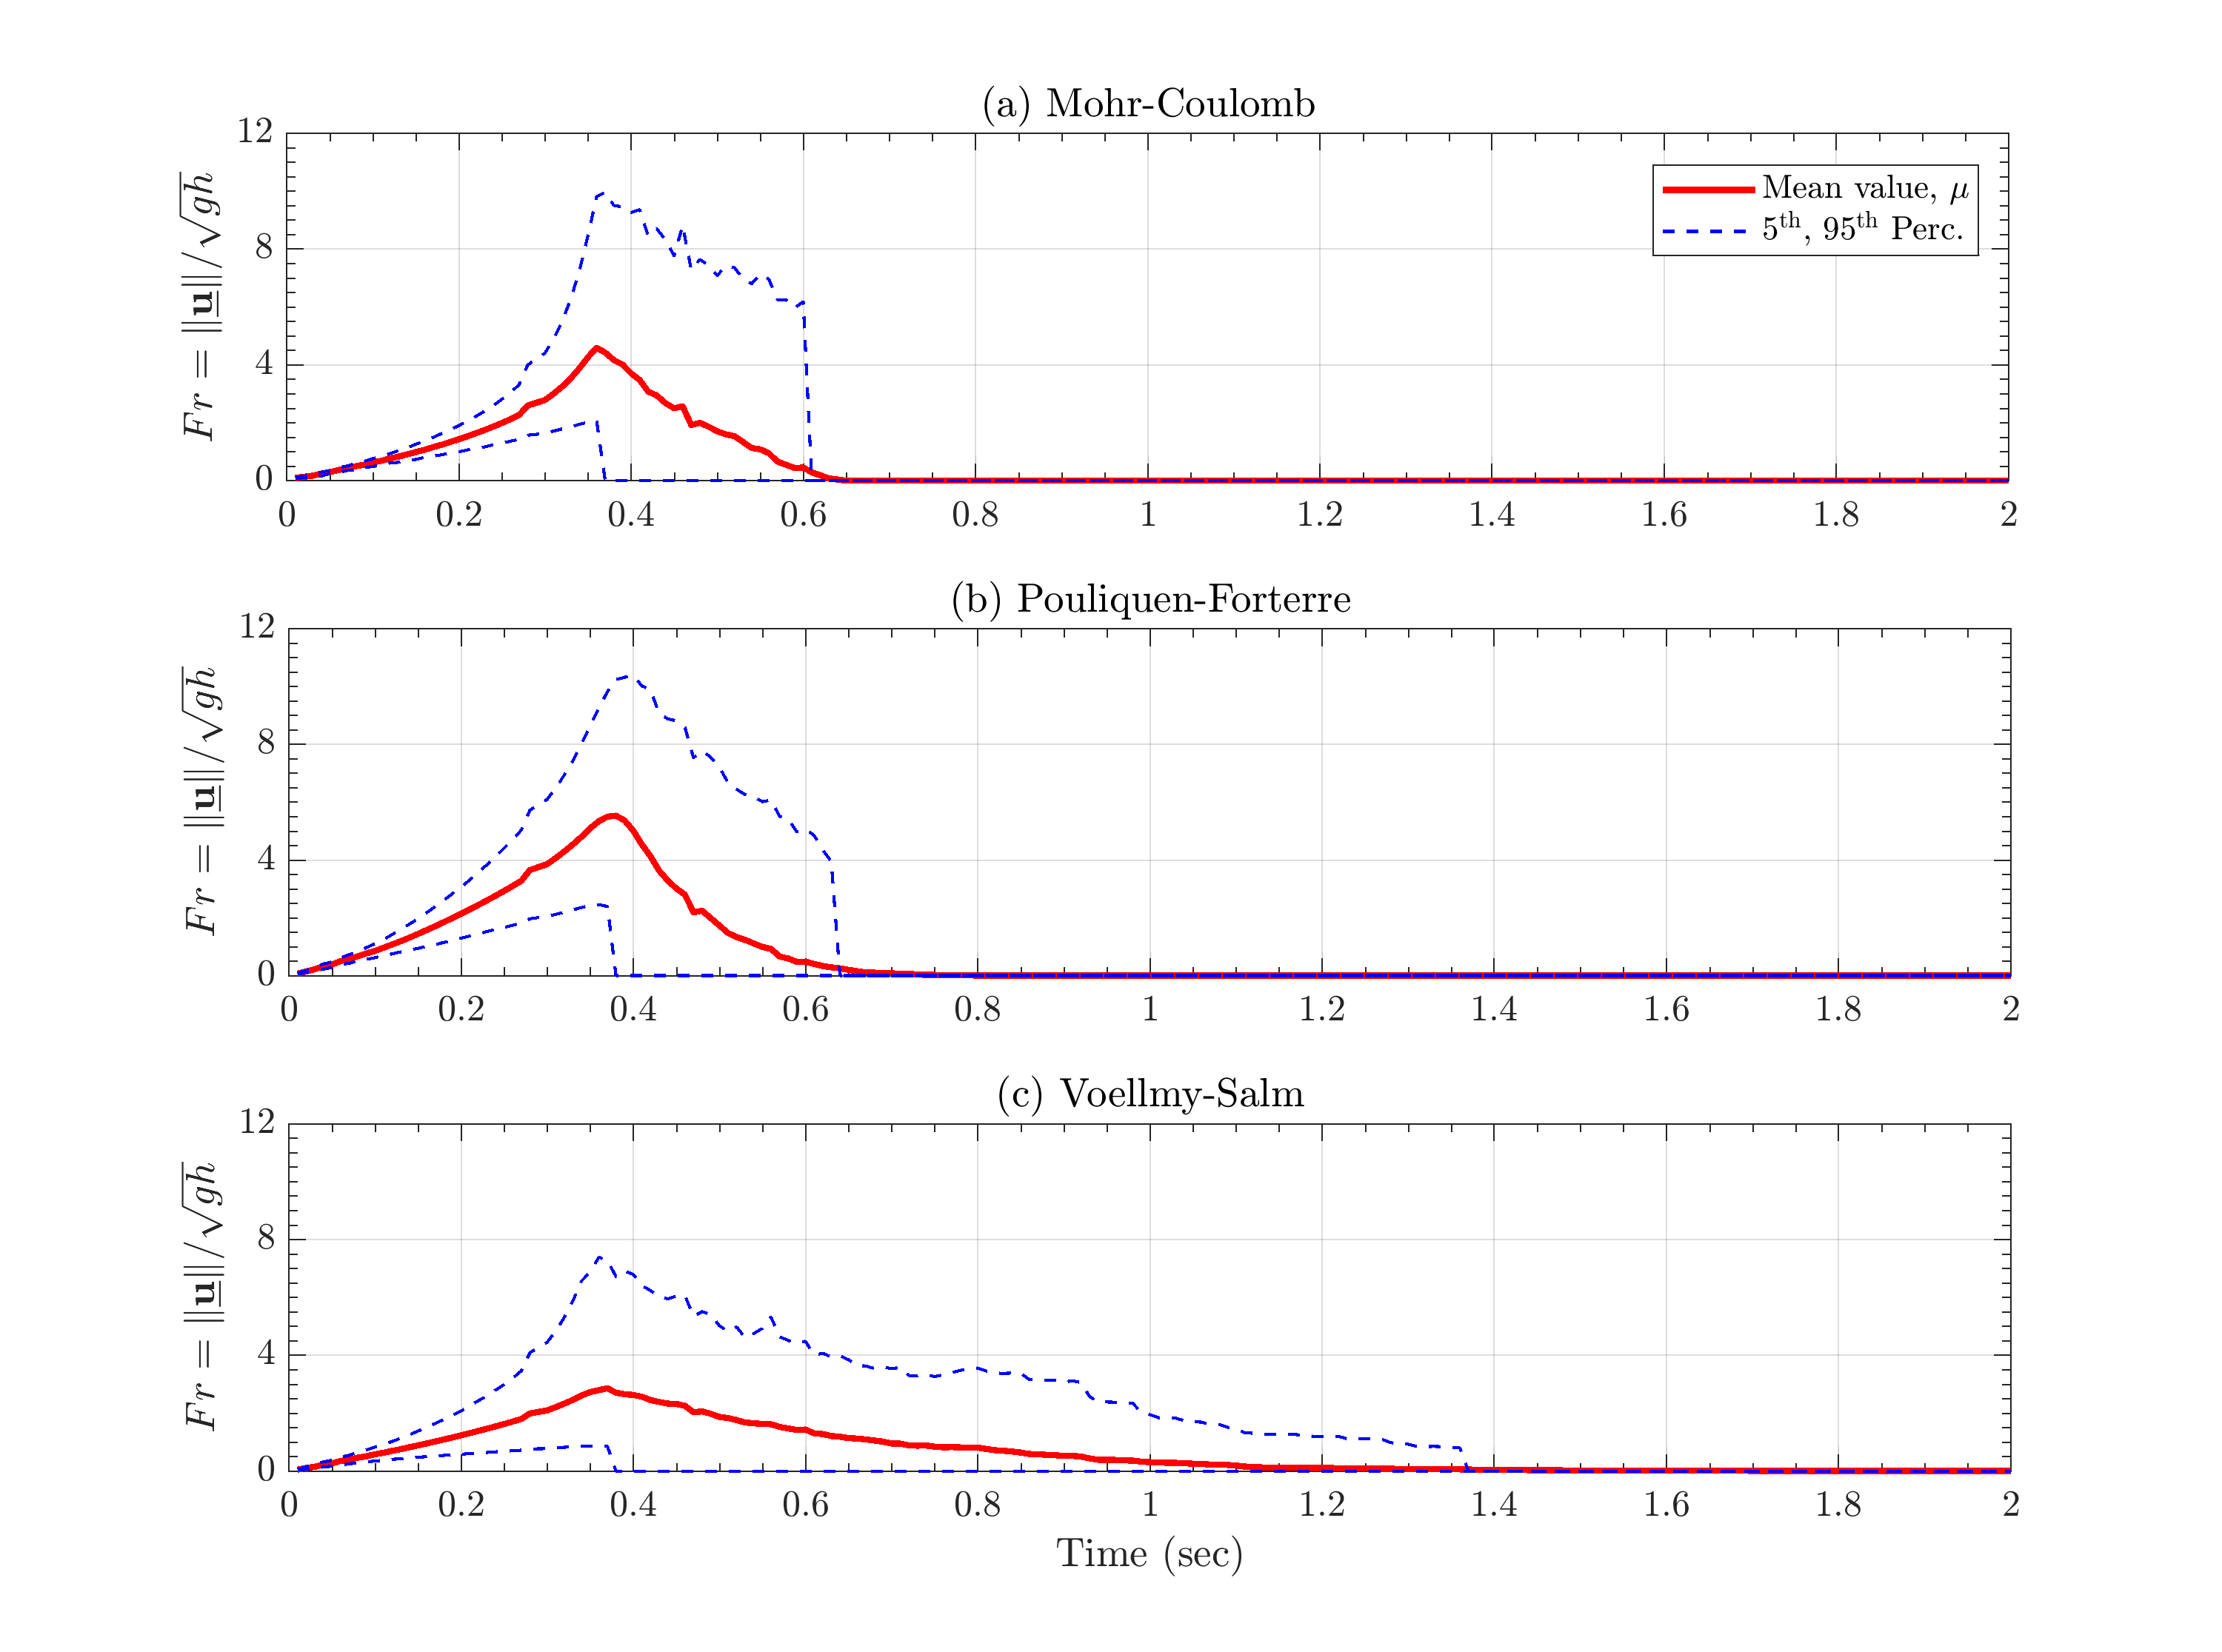 (a) Mohr-Coulomb
Fr = ||u||/√gh
12
8
4
0
0 0.2 0.4 0.6 0.8 1 1.2 1.4 1.6 1.8 2
Mean value, μ
5th, 95th Perc.
(b) Pouliquen-Forterre
Fr = ||u||/√gh
12
8
4
0
0 0.2 0.4 0.6 0.8 1 1.2 1.4 1.6 1.8 2
(c) Voellmy-Salm
Fr = ||u||/√gh
12
8
4
0
0 0.2 0.4 0.6 0.8 1 1.2 1.4 1.6 1.8 2
Time (sec)